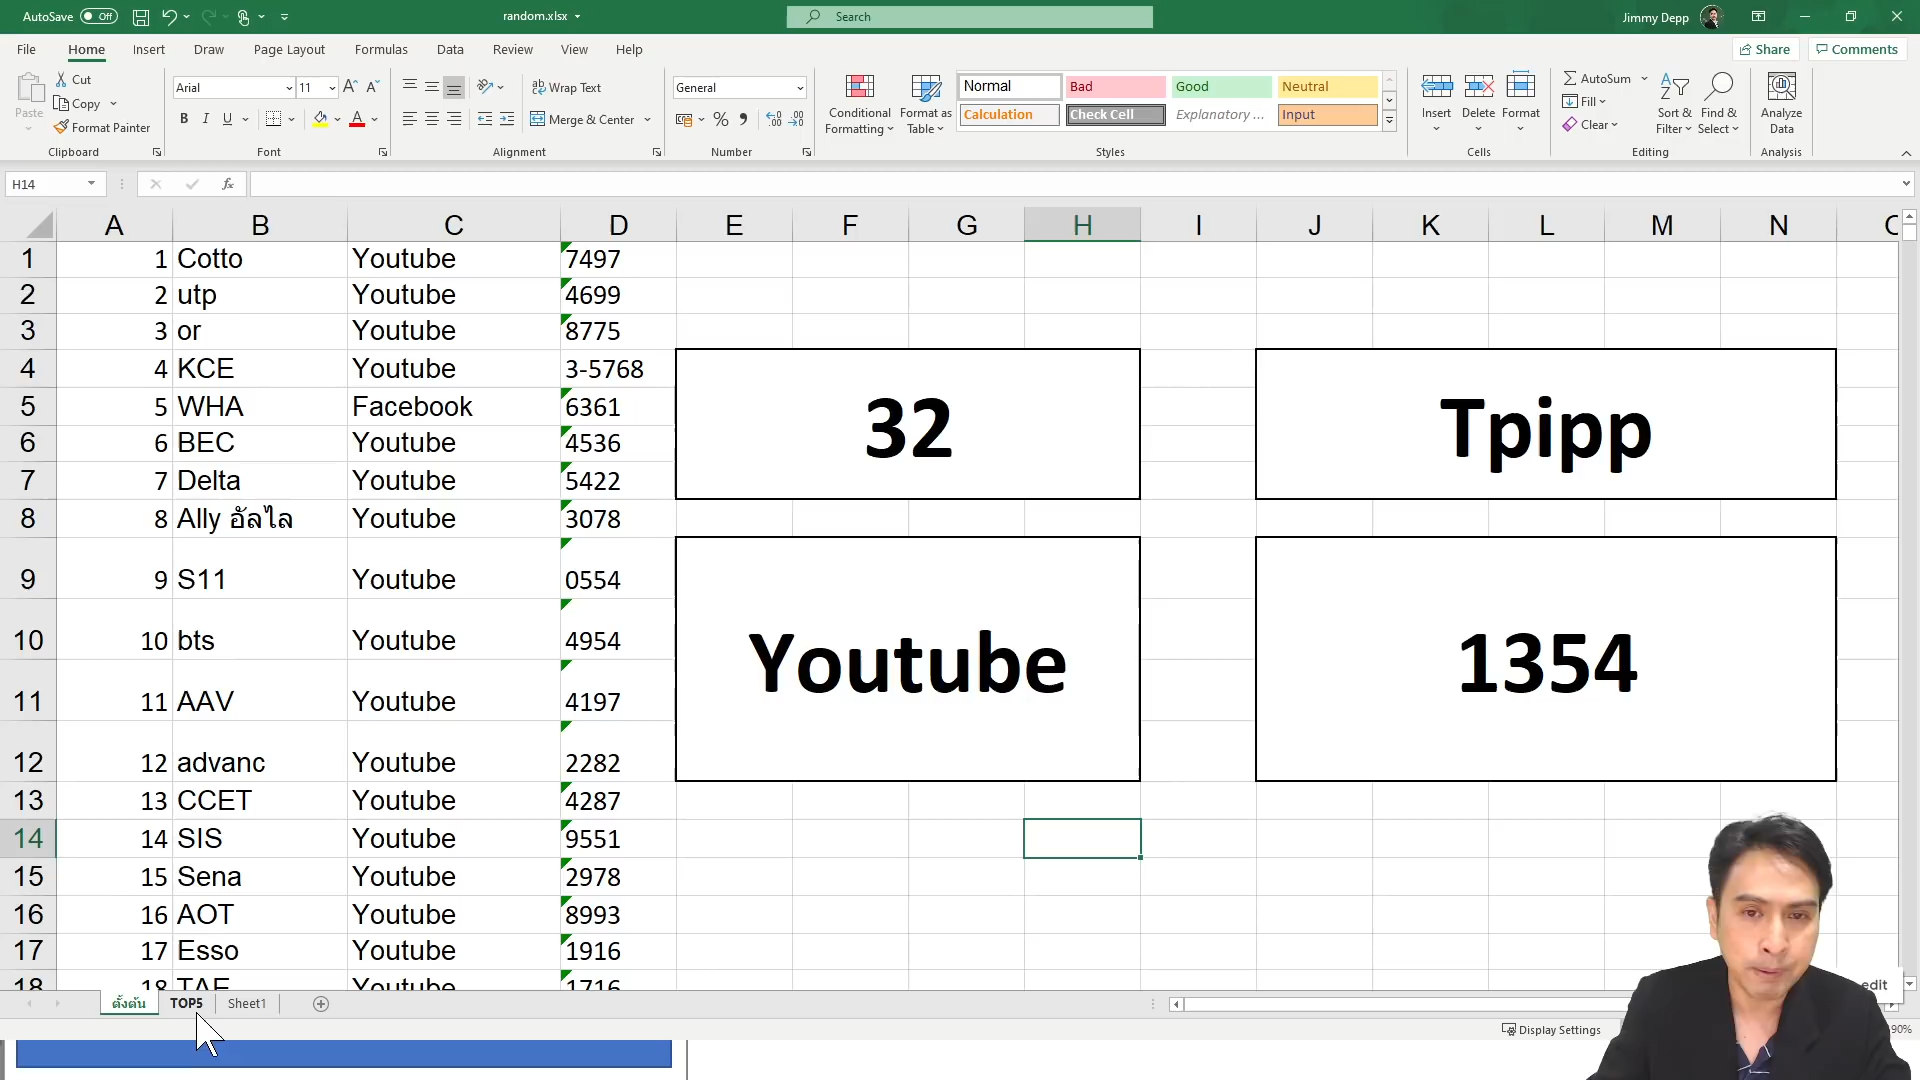 AutoSave Off random.xlsx Search Jimmy Depp
File Home Insert Draw Page Layout Formulas Data Review View Help Share Comments
Paste Cut Copy Format Painter Clipboard
Arial 11 B I U Font
Wrap Text Merge & Center Alignment
General Number
Conditional Formatting Format as Table
Normal Bad Good Neutral
Calculation Check Cell Explanatory ... Input
Styles
Insert Delete Format Cells
AutoSum Fill Clear Sort & Filter Find & Select Editing
Analyze Data Analysis
H14 fx
A B C D E F G H I J K L M N
1 1 Cotto Youtube 7497
2 2 utp Youtube 4699
3 3 or Youtube 8775
4 4 KCE Youtube 3-5768
5 5 WHA Facebook 6361
6 6 BEC Youtube 4536
7 7 Delta Youtube 5422
8 8 Ally อัลไล Youtube 3078
9 9 S11 Youtube 0554
10 10 bts Youtube 4954
11 11 AAV Youtube 4197
12 12 advanc Youtube 2282
13 13 CCET Youtube 4287
14 14 SIS Youtube 9551
15 15 Sena Youtube 2978
16 16 AOT Youtube 8993
17 17 Esso Youtube 1916
18 18 TAE Youtube 1716
32 Tpipp
Youtube 1354
ตั้งต้น TOP5 Sheet1
edit
Display Settings 90%